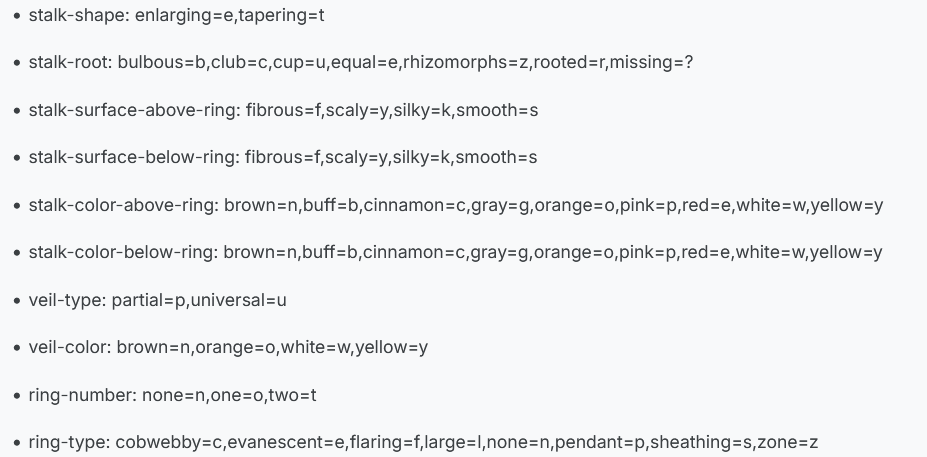 • stalk-shape: enlarging=e,tapering=t
• stalk-root: bulbous=b,club=c,cup=u,equal=e,rhizomorphs=z,rooted=r,missing=?
• stalk-surface-above-ring: fibrous=f,scaly=y,silky=k,smooth=s
• stalk-surface-below-ring: fibrous=f,scaly=y,silky=k,smooth=s
• stalk-color-above-ring: brown=n,buff=b,cinnamon=c,gray=g,orange=o,pink=p,red=e,white=w,yellow=y
• stalk-color-below-ring: brown=n,buff=b,cinnamon=c,gray=g,orange=o,pink=p,red=e,white=w,yellow=y
• veil-type: partial=p,universal=u
• veil-color: brown=n,orange=o,white=w,yellow=y
• ring-number: none=n,one=o,two=t
• ring-type: cobwebby=c,evanescent=e,flaring=f,large=l,none=n,pendant=p,sheathing=s,zone=z